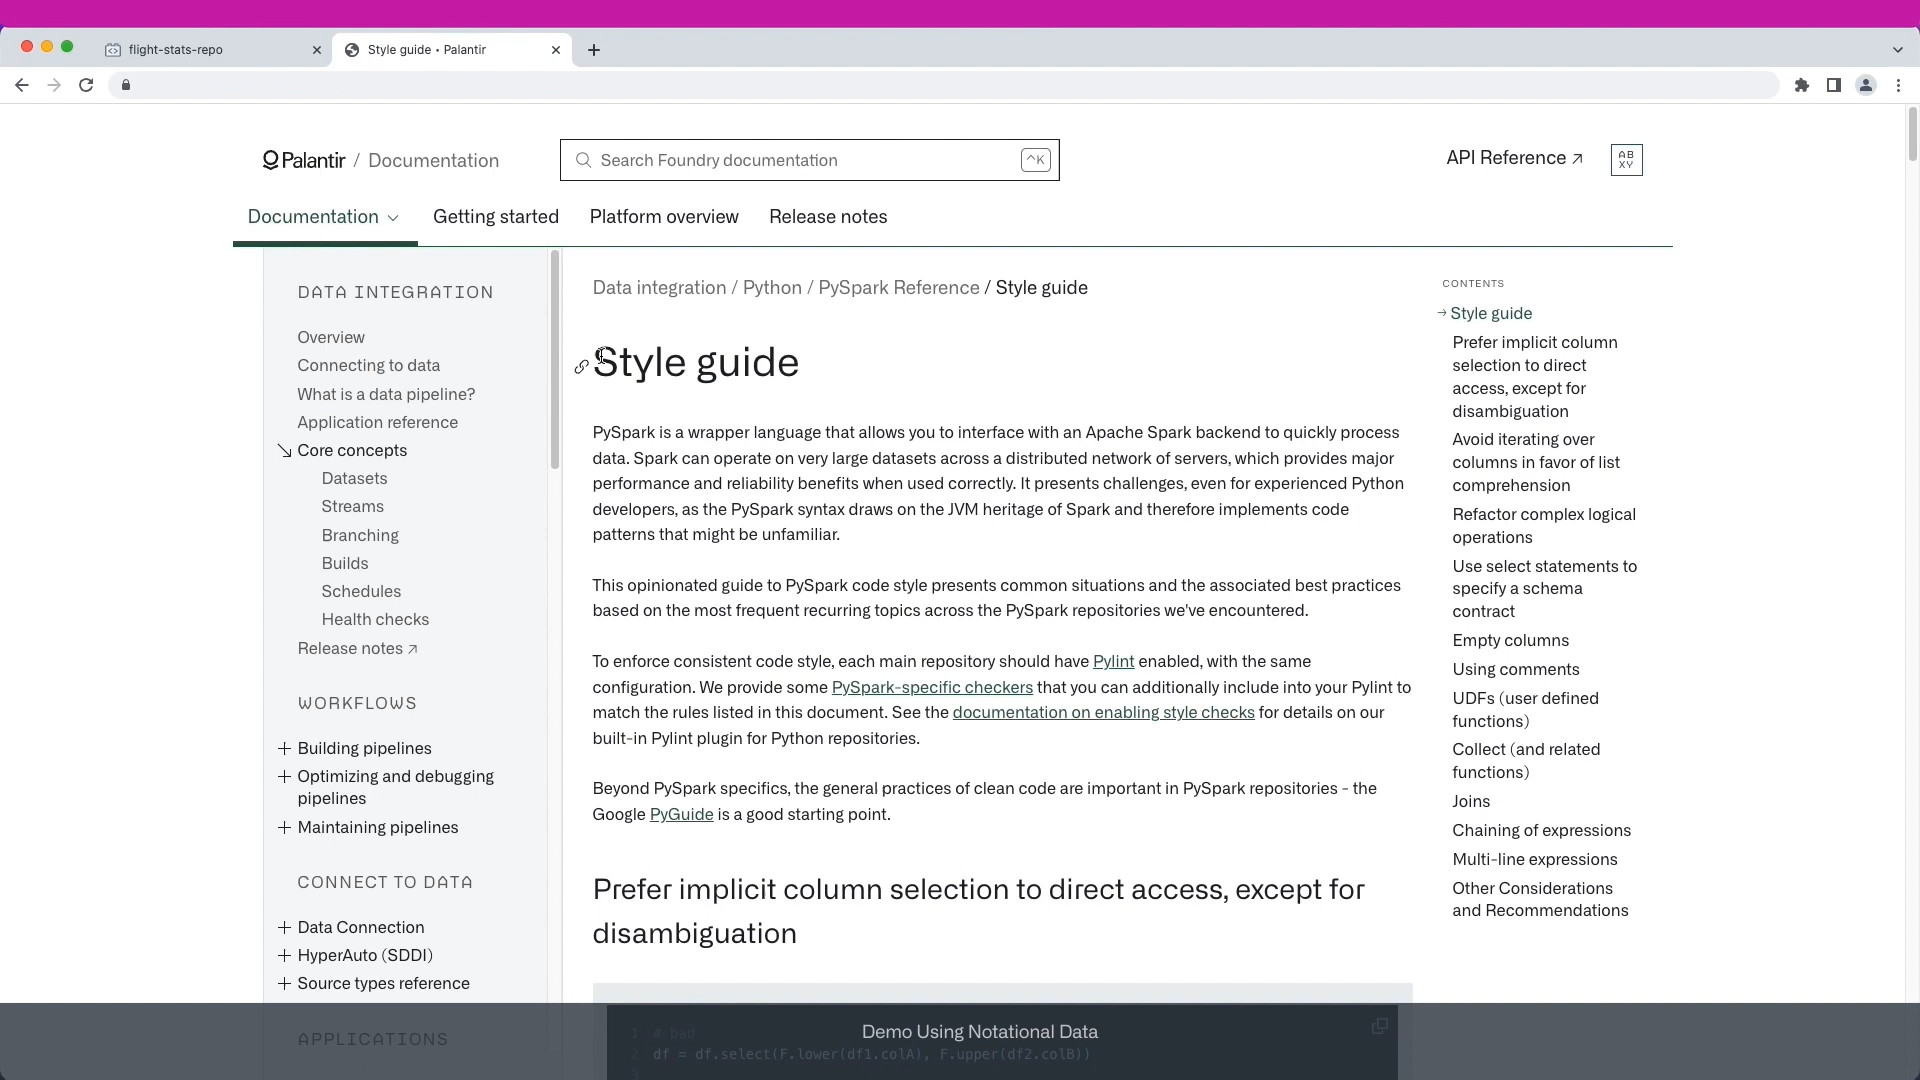 flight-stats-repo
Style guide • Palantir
Palantir / Documentation
Search Foundry documentation
^K
API Reference ↗
AB
XY
Documentation
Getting started
Platform overview
Release notes
DATA INTEGRATION
Overview
Connecting to data
What is a data pipeline?
Application reference
Core concepts
Datasets
Streams
Branching
Builds
Schedules
Health checks
Release notes ↗
WORKFLOWS
Building pipelines
Optimizing and debugging
pipelines
Maintaining pipelines
CONNECT TO DATA
Data Connection
HyperAuto (SDDI)
Source types reference
APPLICATIONS
Data integration / Python / PySpark Reference / Style guide
Style guide
PySpark is a wrapper language that allows you to interface with an Apache Spark backend to quickly process
data. Spark can operate on very large datasets across a distributed network of servers, which provides major
performance and reliability benefits when used correctly. It presents challenges, even for experienced Python
developers, as the PySpark syntax draws on the JVM heritage of Spark and therefore implements code
patterns that might be unfamiliar.
This opinionated guide to PySpark code style presents common situations and the associated best practices
based on the most frequent recurring topics across the PySpark repositories we've encountered.
To enforce consistent code style, each main repository should have Pylint enabled, with the same
configuration. We provide some PySpark-specific checkers that you can additionally include into your Pylint to
match the rules listed in this document. See the documentation on enabling style checks for details on our
built-in Pylint plugin for Python repositories.
Beyond PySpark specifics, the general practices of clean code are important in PySpark repositories - the
Google PyGuide is a good starting point.
Prefer implicit column selection to direct access, except for
disambiguation
1 # bad
2 df = df.select(F.lower(df1.colA), F.upper(df2.colB))
3
Demo Using Notational Data
CONTENTS
→ Style guide
Prefer implicit column
selection to direct
access, except for
disambiguation
Avoid iterating over
columns in favor of list
comprehension
Refactor complex logical
operations
Use select statements to
specify a schema
contract
Empty columns
Using comments
UDFs (user defined
functions)
Collect (and related
functions)
Joins
Chaining of expressions
Multi-line expressions
Other Considerations
and Recommendations